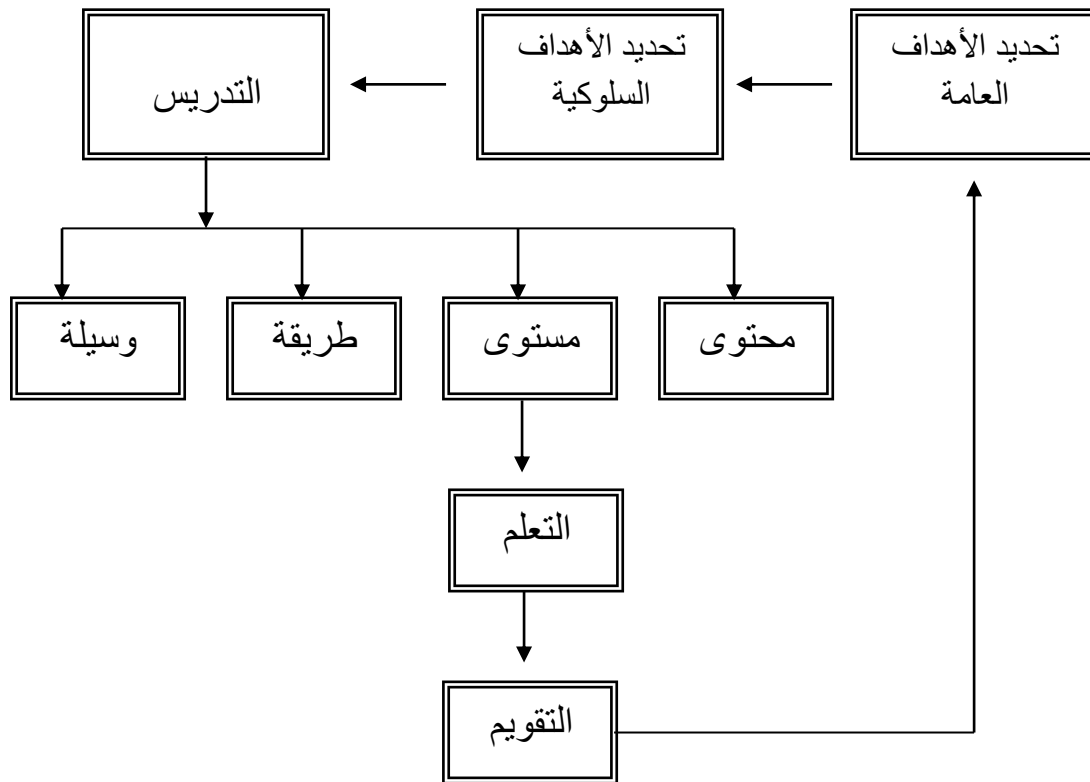 تحديد الأهداف
العامة
تحديد الأهداف
السلوكية
التدريس
محتوى
مستوى
طريقة
وسيلة
التعلم
التقويم